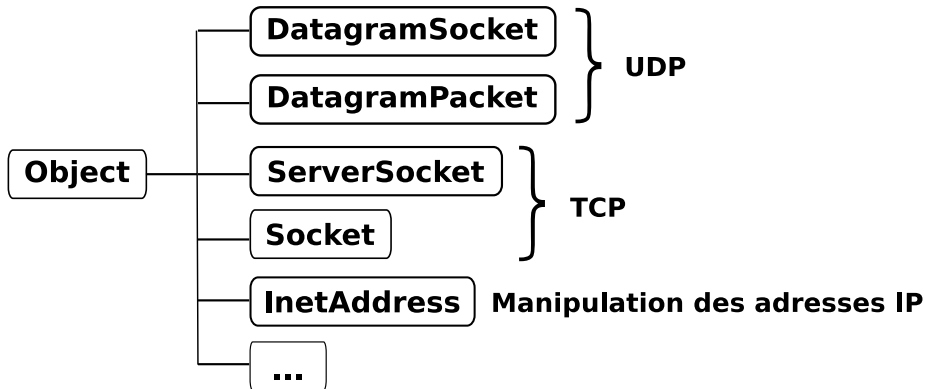 DatagramSocket
UDP
DatagramPacket
Object
ServerSocket
TCP
Socket
InetAddress Manipulation des adresses IP
...